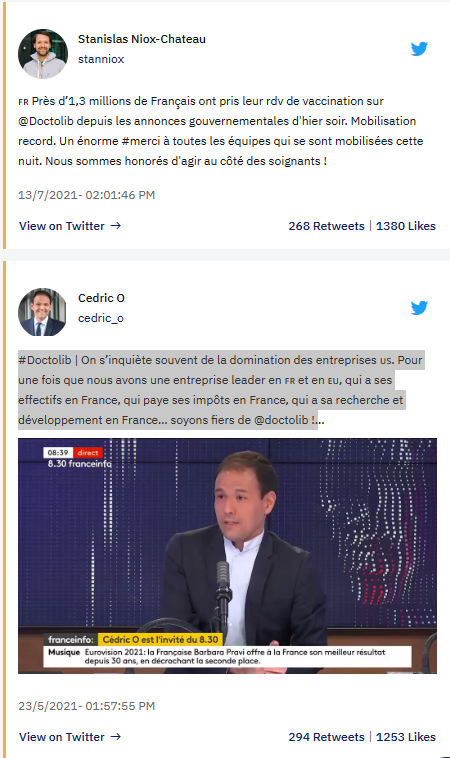 Stanislas Niox-Chateau
stanniox
FR Près d'1,3 millions de Français ont pris leur rdv de vaccination sur
@Doctolib depuis les annonces gouvernementales d'hier soir. Mobilisation
record. Un énorme #merci à toutes les équipes qui se sont mobilisées cette
nuit. Nous sommes honorés d'agir au côté des soignants !
13/7/2021- 02:01:46 PM
View on Twitter →
268 Retweets | 1380 Likes
Cedric O
cedric_o
#Doctolib | On s'inquiète souvent de la domination des entreprises US. Pour
une fois que nous avons une entreprise leader en FR et en EU, qui a ses
effectifs en France, qui paye ses impôts en France, qui a sa recherche et
développement en France... soyons fiers de @doctolib !...
08:39 direct
8.30 franceinfo
franceinfo: Cédric O est l'invité du 8.30
Musique Eurovision 2021: la Française Barbara Pravi offre à la France son meilleur résultat
depuis 30 ans, en décrochant la seconde place.
23/5/2021- 01:57:55 PM
View on Twitter →
294 Retweets | 1253 Likes